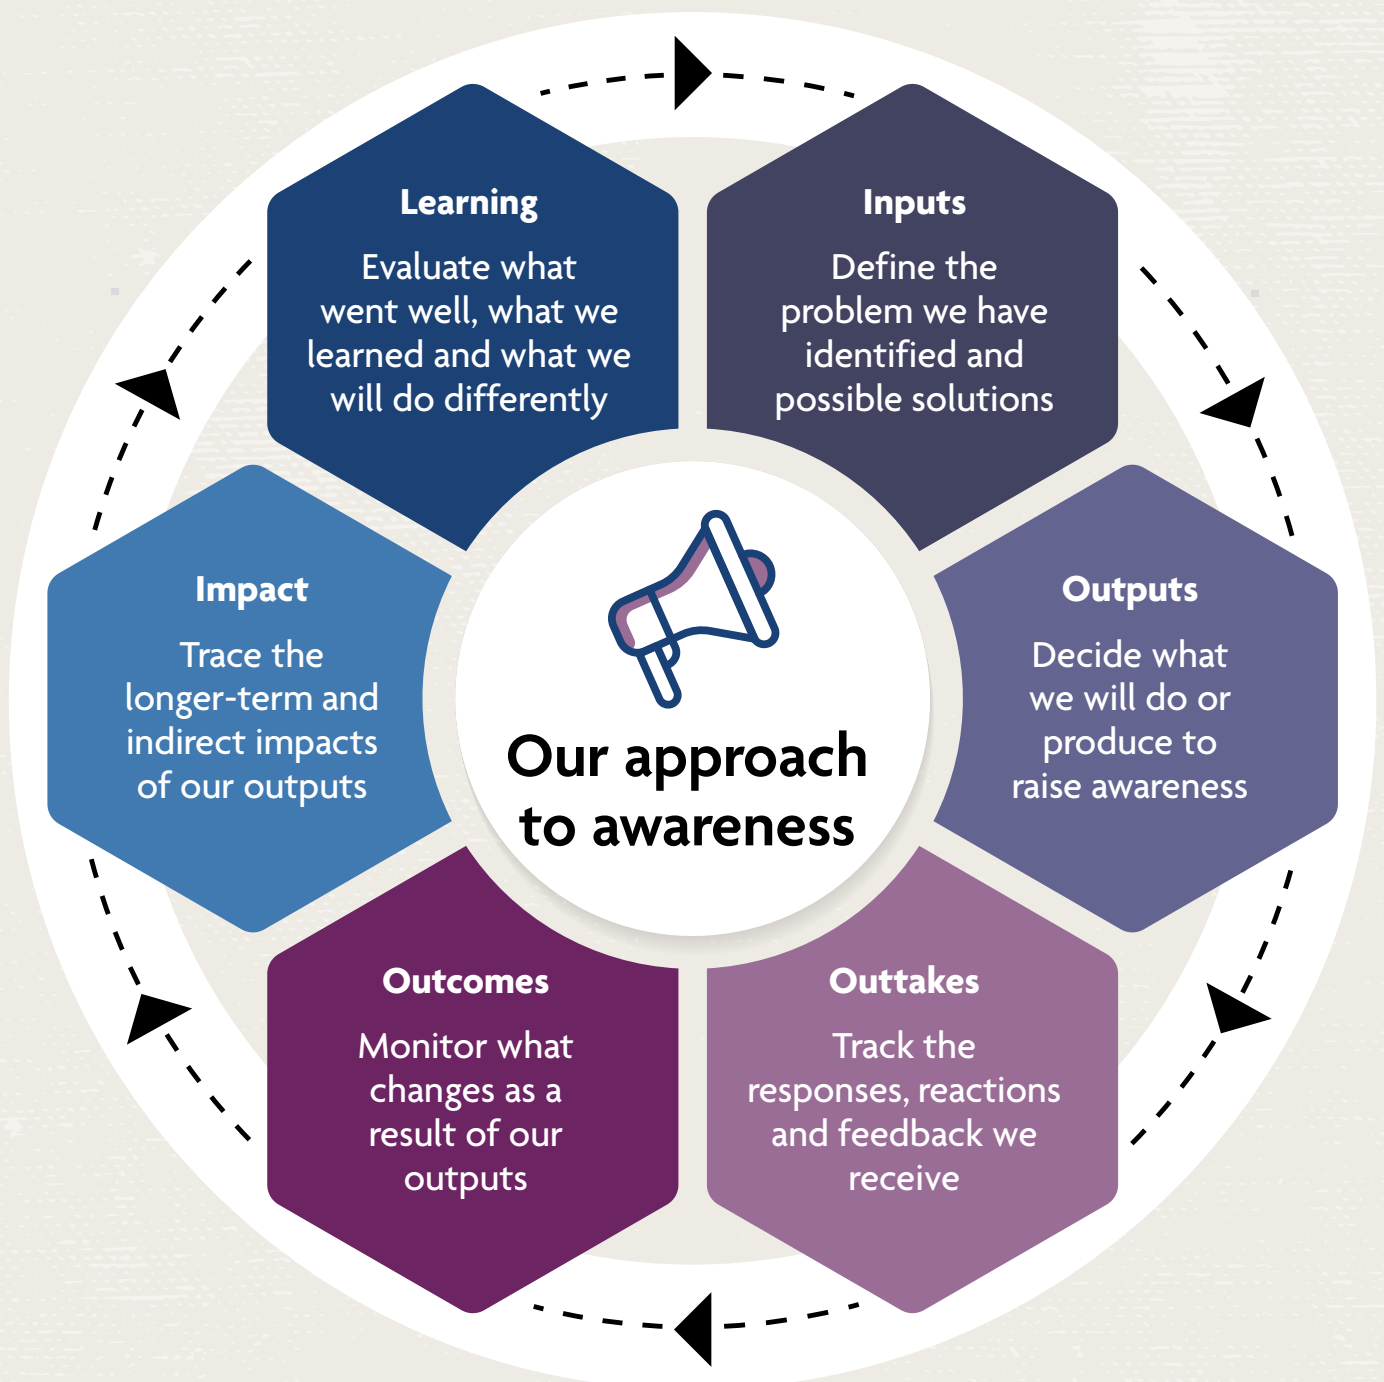 Learning
Evaluate what
went well, what we
learned and what we
will do differently
Inputs
Define the
problem we have
identified and
possible solutions
Outputs
Decide what
we will do or
produce to
raise awareness
Outtakes
Track the
responses, reactions
and feedback we
receive
Outcomes
Monitor what
changes as a
result of our
outputs
Impact
Trace the
longer-term and
indirect impacts
of our outputs
Our approach
to awareness